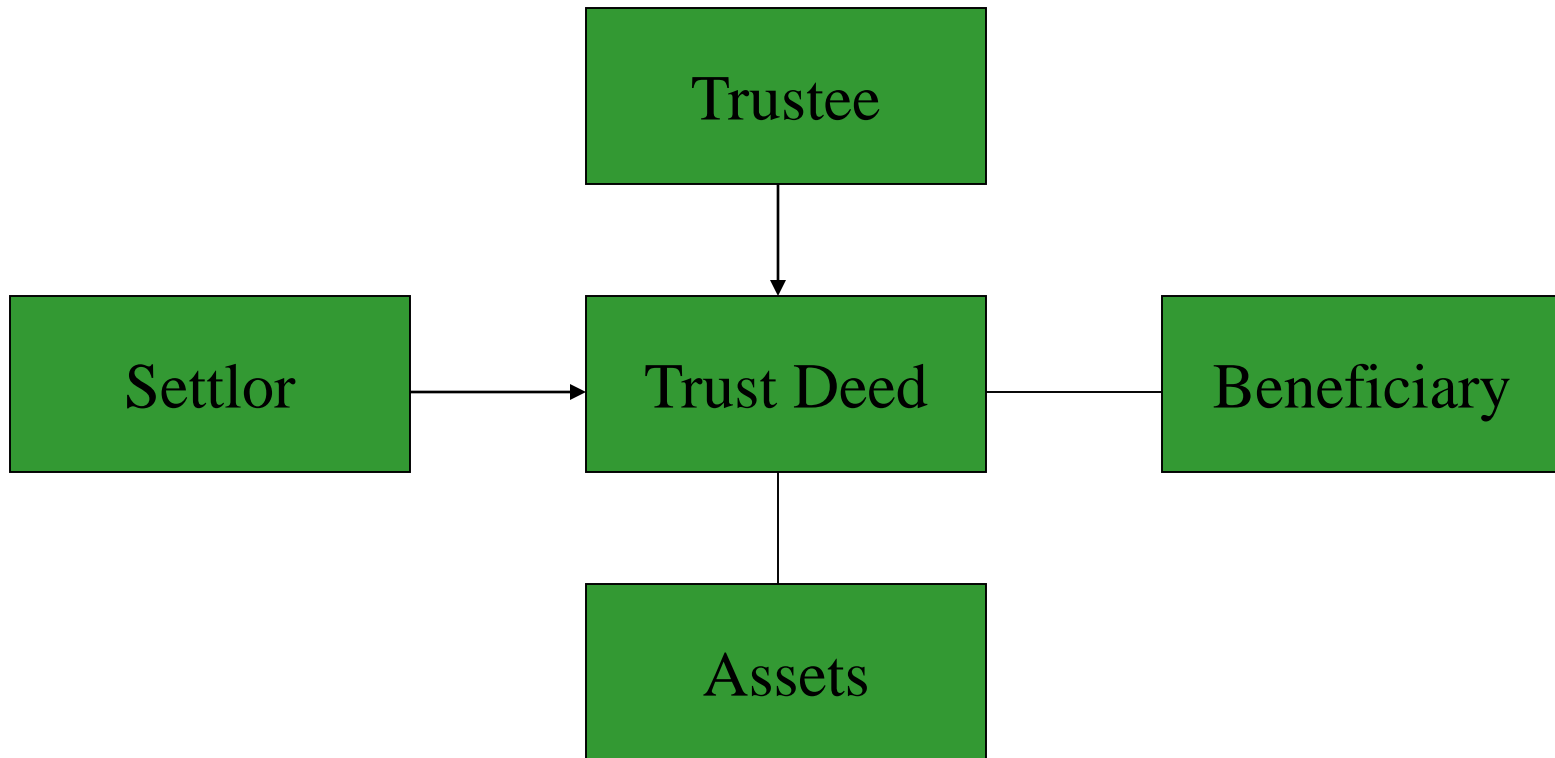 Trustee
Settlor
Trust Deed
Beneficiary
Assets